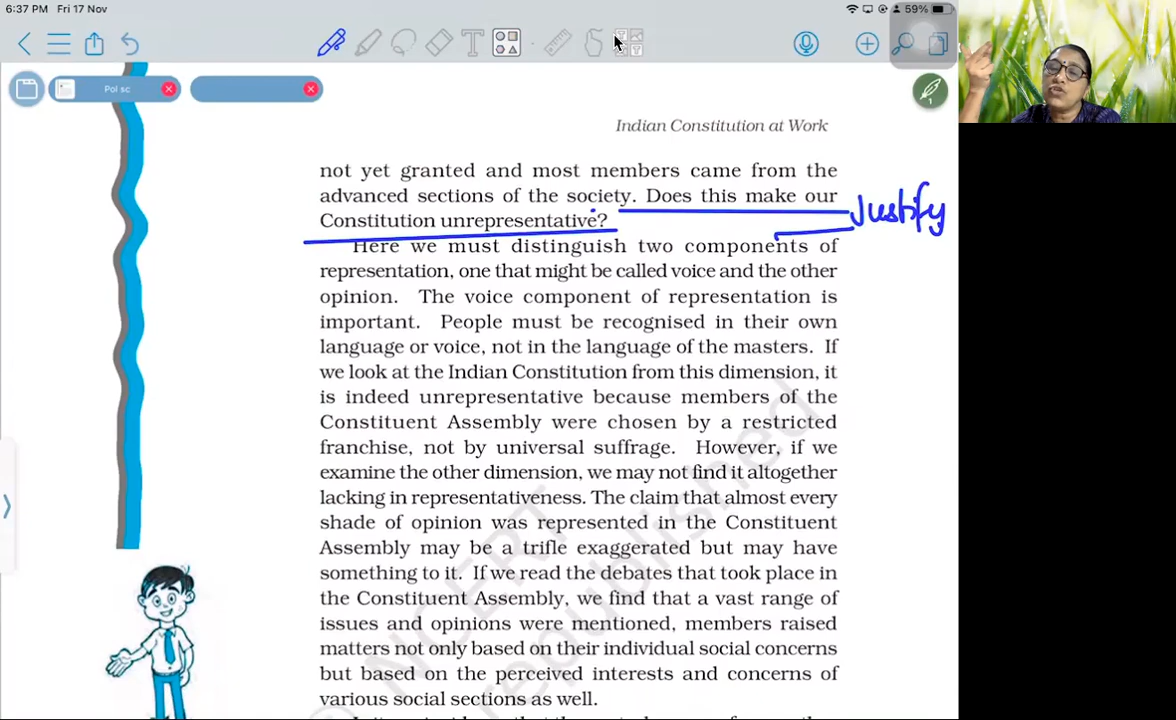 6:37 PM Fri 17 Nov
59%
Pol sc
1
Indian Constitution at Work
not yet granted and most members came from the
advanced sections of the society. Does this make our
Justify
Constitution unrepresentative?
Here we must distinguish two components of
representation, one that might be called voice and the other
opinion. The voice component of representation is
important. People must be recognised in their own
language or voice, not in the language of the masters. If
we look at the Indian Constitution from this dimension, it
is indeed unrepresentative because members of the
Constituent Assembly were chosen by a restricted
franchise, not by universal suffrage. However, if we
examine the other dimension, we may not find it altogether
lacking in representativeness. The claim that almost every
shade of opinion was represented in the Constituent
Assembly may be a trifle exaggerated but may have
something to it. If we read the debates that took place in
the Constituent Assembly, we find that a vast range of
issues and opinions were mentioned, members raised
matters not only based on their individual social concerns
but based on the perceived interests and concerns of
various social sections as well.
© NCERT
republished